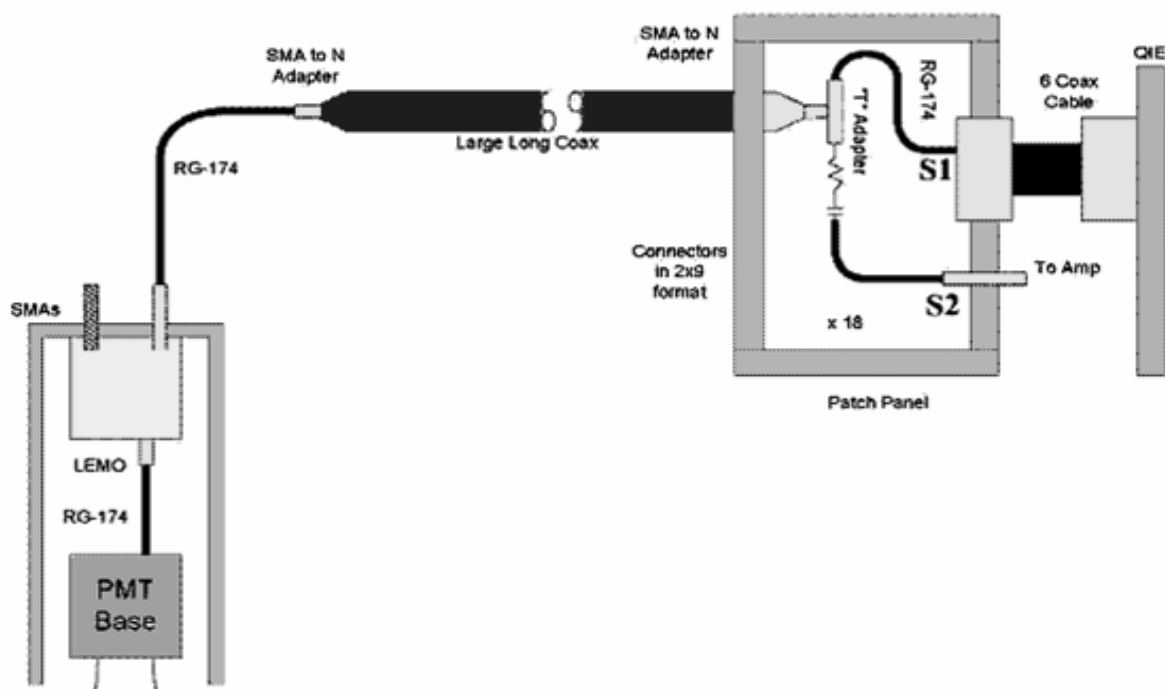 SMA to N
Adapter
SMA to N
Adapter
QIE
6 Coax
Cable
RG-174
"T" Adapter
Large Long Coax
RG-174
S1
Connectors
in 2x9
format
To Amp
S2
x 18
SMAs
Patch Panel
LEMO
RG-174
PMT
Base